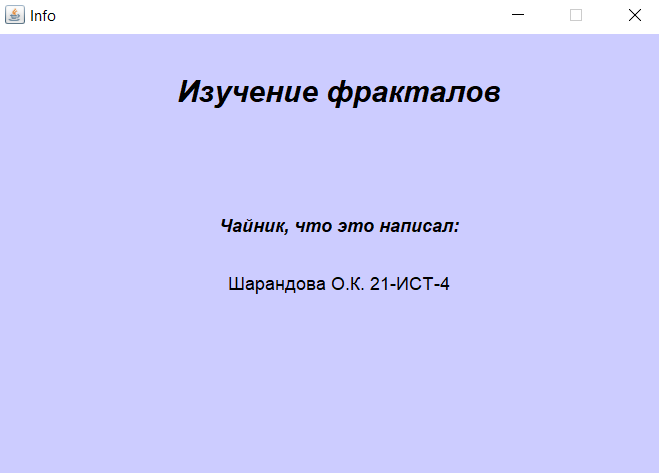 Info
Изучение фракталов
Чайник, что это написал:
Шарандова О.К. 21-ИСТ-4